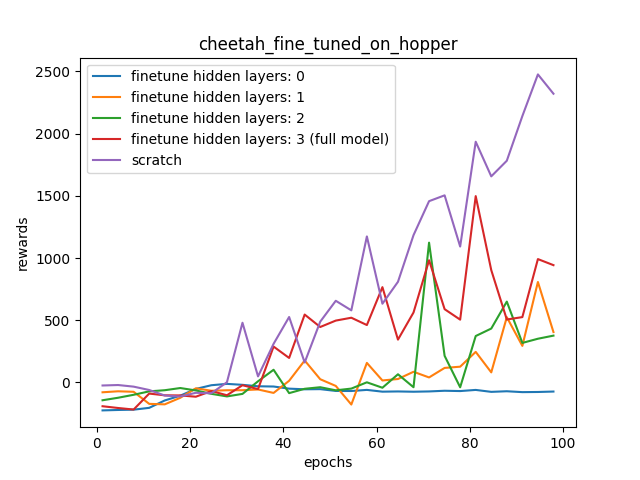 cheetah_fine_tuned_on_hopper
finetune hidden layers: 0
finetune hidden layers: 1
finetune hidden layers: 2
finetune hidden layers: 3 (full model)
scratch
2500
2000
1500
1000
500
0
rewards
0 20 40 60 80 100
epochs